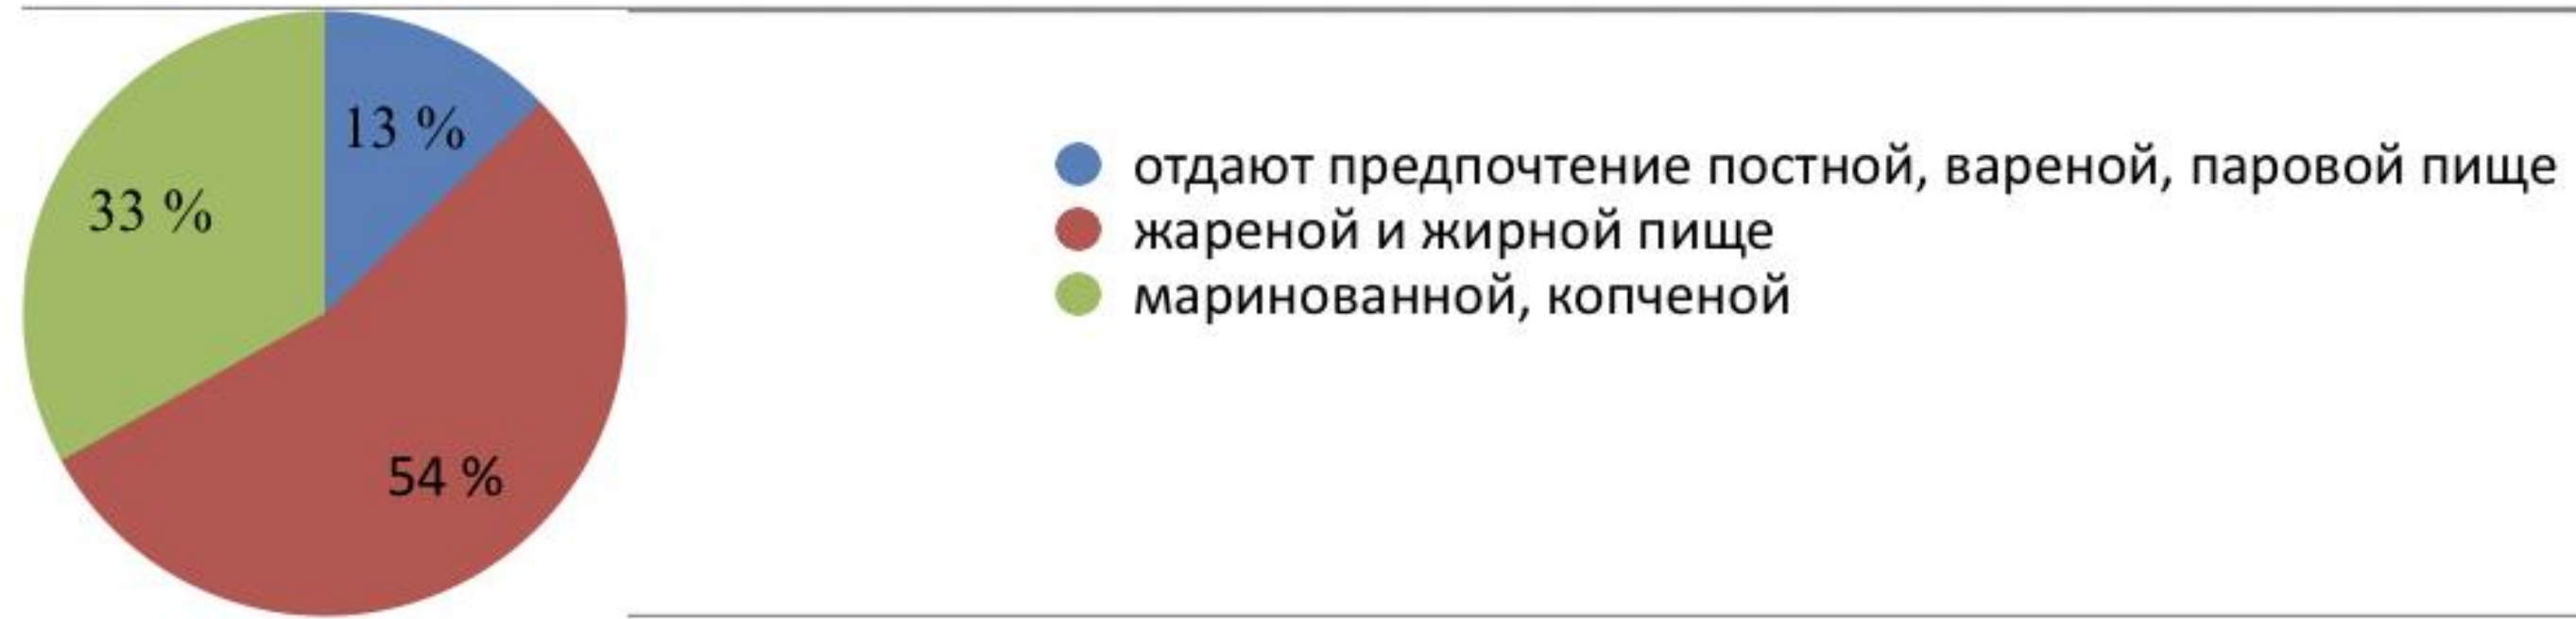 13 %
33 %
54 %
отдают предпочтение постной, вареной, паровой пище
жареной и жирной пище
маринованной, копченой